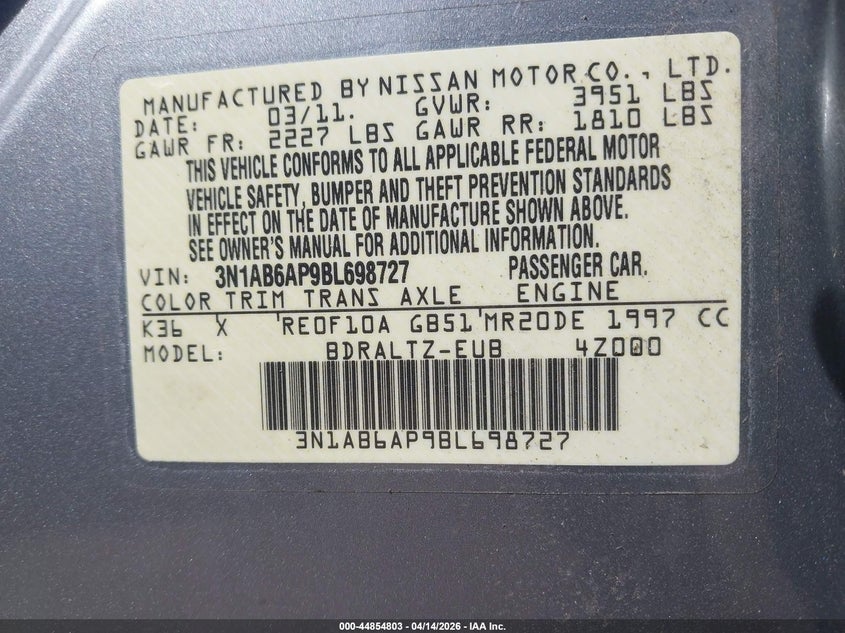 MANUFACTURED BY NISSAN MOTOR CO., LTD.
DATE: 03/11. GVWR: 3951 LBS
GAWR FR: 2227 LBS GAWR RR: 1810 LBS
THIS VEHICLE CONFORMS TO ALL APPLICABLE FEDERAL MOTOR
VEHICLE SAFETY, BUMPER AND THEFT PREVENTION STANDARDS
IN EFFECT ON THE DATE OF MANUFACTURE SHOWN ABOVE.
SEE OWNER'S MANUAL FOR ADDITIONAL INFORMATION.
VIN: 3N1AB6AP9BL698727 PASSENGER CAR.
COLOR TRIM TRANS AXLE ENGINE
K36 X RE0F10A GB51 MR20DE 1997 CC
MODEL: BDRALTZ-EUB 4Z000
3N1AB6AP9BL698727
000-44854803 - 04/14/2026 - IAA Inc.